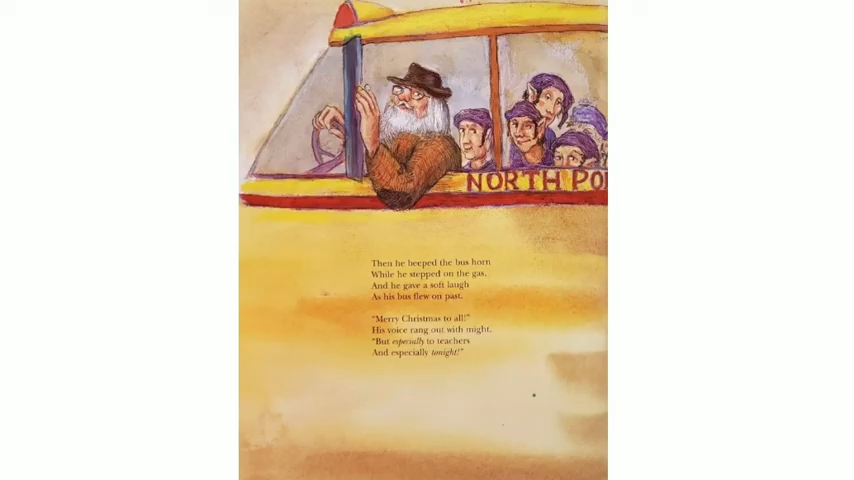 NORTH PO
Then he beeped the bus horn
While he stepped on the gas,
And he gave a soft laugh
As his bus flew on past.
"Merry Christmas to all!"
His voice rang out with might,
"But especially to teachers
And especially tonight!"